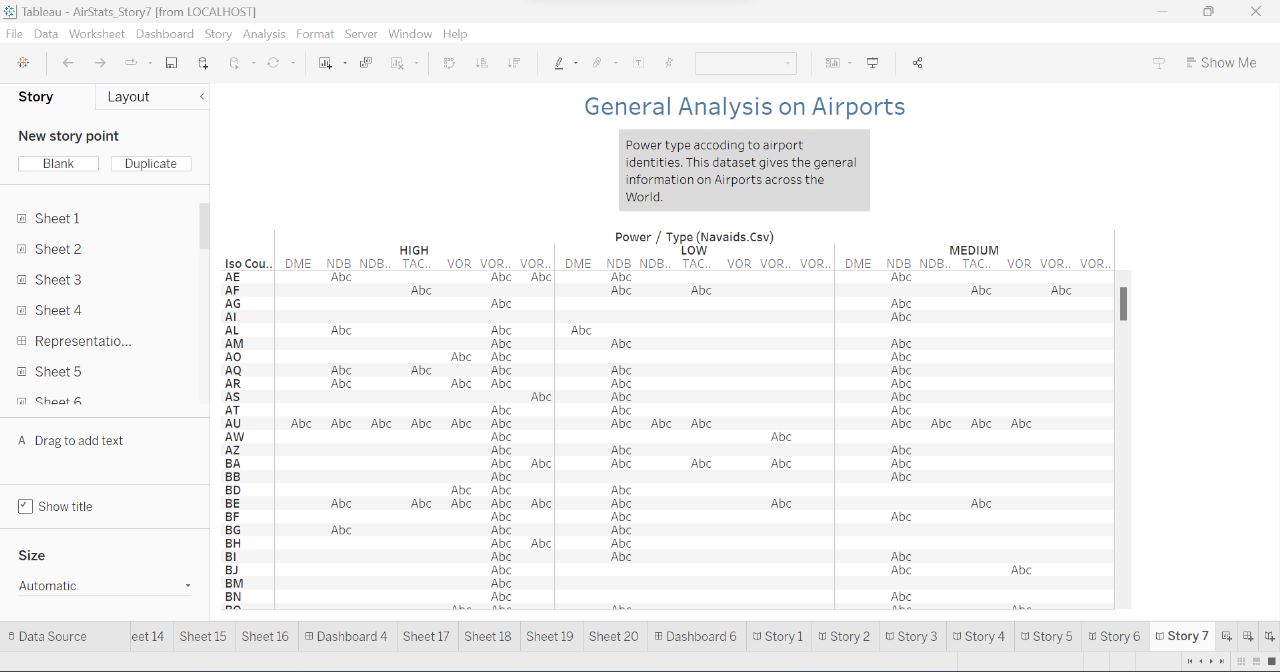 Tableau - AirStats_Story7 [from LOCALHOST]
File Data Worksheet Dashboard Story Analysis Format Server Window Help
Show Me
Story Layout
New story point
Blank Duplicate
Sheet 1
Sheet 2
Sheet 3
Sheet 4
Representatio...
Sheet 5
Sheet 6
A Drag to add text
Show title
Size
Automatic
General Analysis on Airports
Power type accoding to airport
identities. This dataset gives the general
information on Airports across the
World.
Power / Type (Navaids.Csv)
HIGH LOW MEDIUM
Iso Cou.. DME NDB NDB.. TAC.. VOR VOR.. VOR.. DME NDB NDB.. TAC.. VOR VOR.. VOR.. DME NDB NDB.. TAC.. VOR VOR.. VOR..
AE Abc Abc Abc Abc Abc
AF Abc Abc Abc Abc Abc
AG Abc Abc
AI Abc
AL Abc Abc Abc
AM Abc Abc Abc
AO Abc Abc Abc
AQ Abc Abc Abc Abc Abc
AR Abc Abc Abc Abc Abc
AS Abc Abc Abc
AT Abc Abc Abc
AU Abc Abc Abc Abc Abc Abc Abc Abc Abc Abc Abc Abc Abc
AW Abc Abc
AZ Abc Abc Abc
BA Abc Abc Abc Abc Abc Abc
BB Abc Abc
BD Abc Abc Abc
BE Abc Abc Abc Abc Abc Abc Abc Abc
BF Abc Abc Abc
BG Abc Abc Abc
BH Abc Abc Abc
BI Abc Abc Abc
BJ Abc Abc Abc
BM Abc
BN Abc Abc
BO Abc Abc Abc Abc Abc
Data Source eet 14 Sheet 15 Sheet 16 Dashboard 4 Sheet 17 Sheet 18 Sheet 19 Sheet 20 Dashboard 6 Story 1 Story 2 Story 3 Story 4 Story 5 Story 6 Story 7